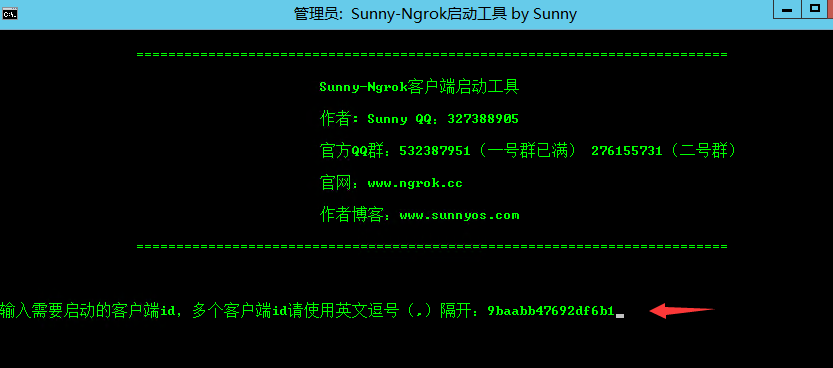 管理员: Sunny-Ngrok启动工具 by Sunny
==========================================================================
Sunny-Ngrok客户端启动工具
作者：Sunny QQ：327388905
官方QQ群：532387951（一号群已满） 276155731（二号群）
官网：www.ngrok.cc
作者博客：www.sunnyos.com
==========================================================================
输入需要启动的客户端id，多个客户端id请使用英文逗号（,）隔开：9baabb47692df6b1